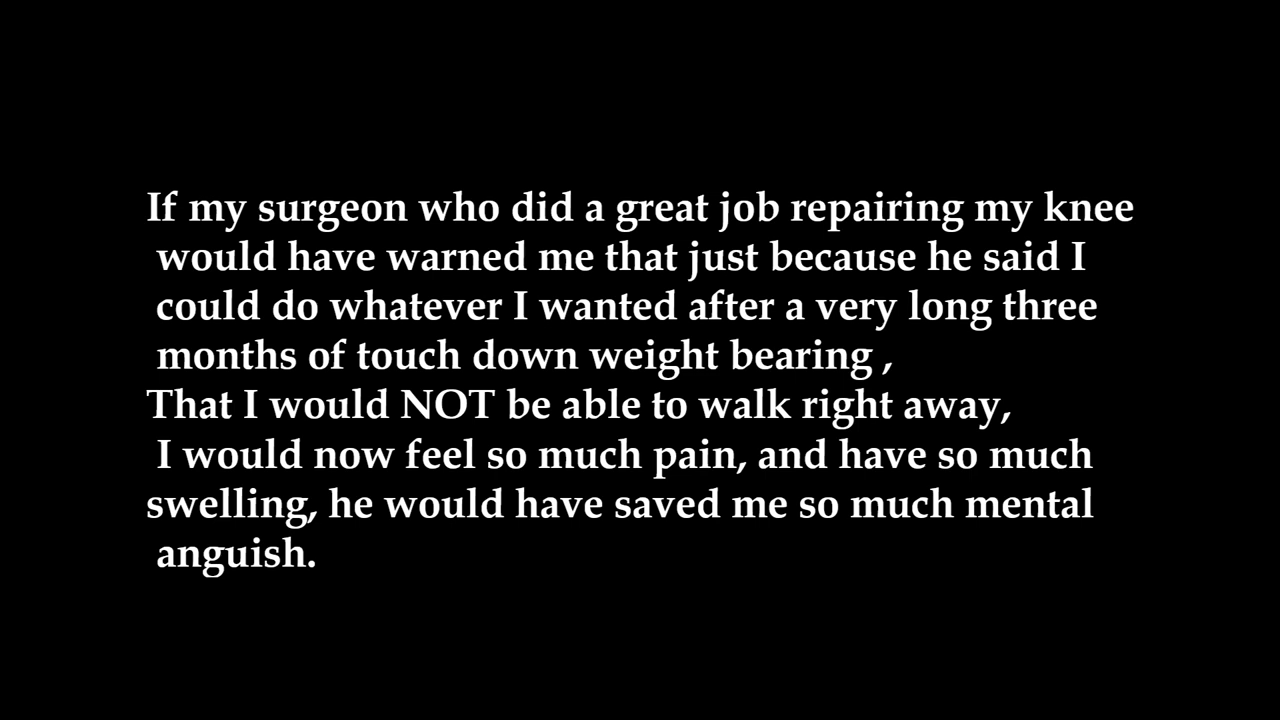 If my surgeon who did a great job repairing my knee
would have warned me that just because he said I
could do whatever I wanted after a very long three
months of touch down weight bearing ,
That I would NOT be able to walk right away,
I would now feel so much pain, and have so much
swelling, he would have saved me so much mental
anguish.